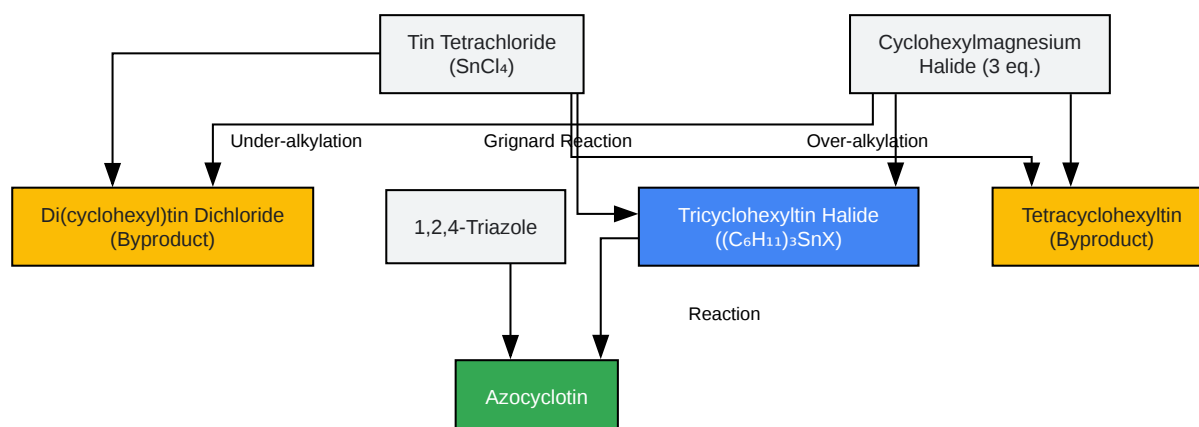 Tin Tetrachloride
(SnCl₄)
Cyclohexylmagnesium
Halide (3 eq.)
Under-alkylation
Grignard Reaction
Over-alkylation
Di(cyclohexyl)tin Dichloride
(Byproduct)
1,2,4-Triazole
Tricyclohexyltin Halide
((C₆H₁₁)₃SnX)
Tetracyclohexyltin
(Byproduct)
Reaction
Azocyclotin